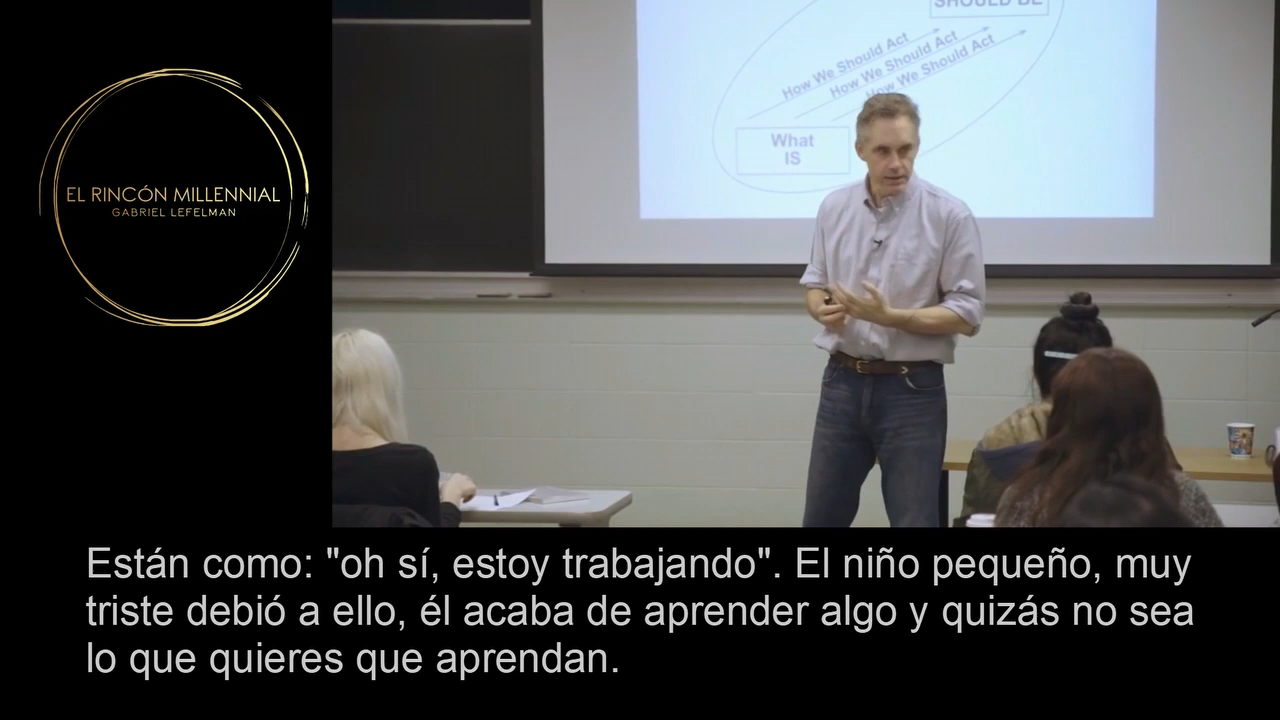 SHOULD BE
How We Should Act
How We Should Act
How We Should Act
What
IS
EL RINCÓN MILLENNIAL
GABRIEL LEFELMAN
Están como: "oh sí, estoy trabajando". El niño pequeño, muy
triste debió a ello, él acaba de aprender algo y quizás no sea
lo que quieres que aprendan.